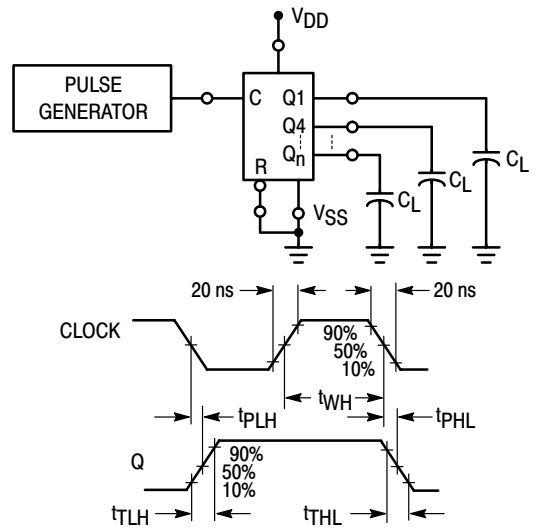 VDD
PULSE
GENERATOR
C
Q1
Q4
Qn
R
VSS
CL
CL
CL
20 ns
20 ns
CLOCK
90%
50%
10%
tWH
tPLH
tPHL
Q
90%
50%
10%
tTLH
tTHL